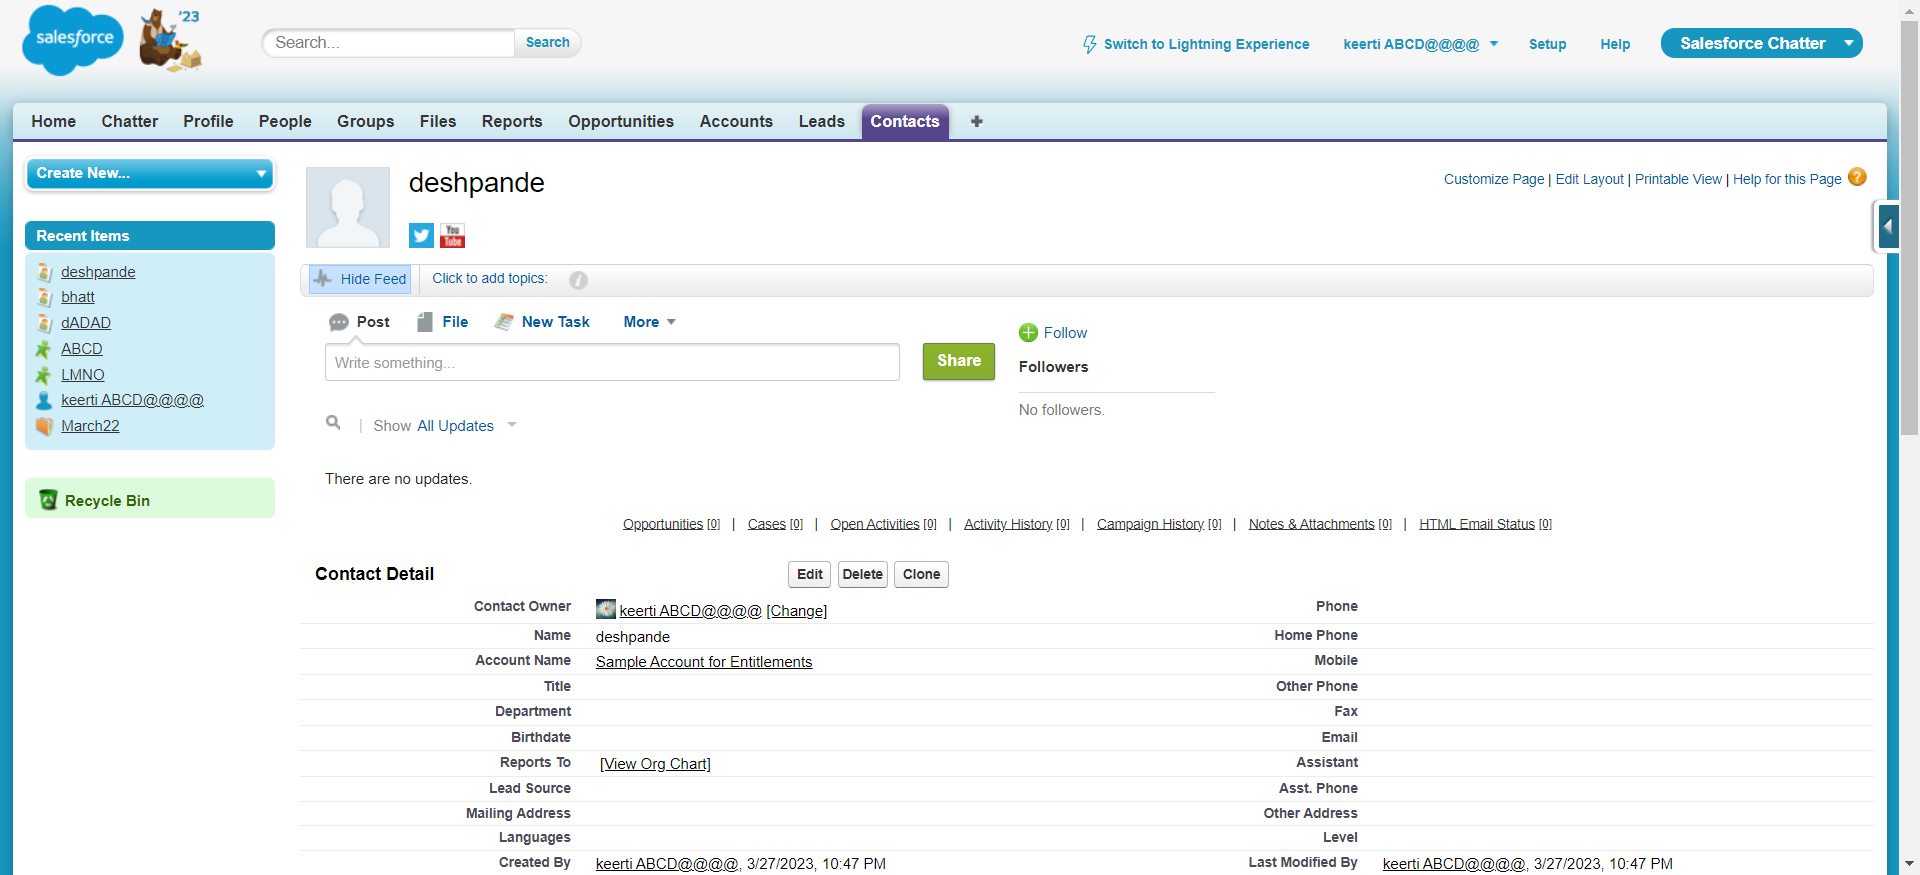 salesforce
'23
Search...
Search
Switch to Lightning Experience
keerti ABCD@@@@
Setup
Help
Salesforce Chatter
Home Chatter Profile People Groups Files Reports Opportunities Accounts Leads Contacts +
Create New...
Recent Items
deshpande
bhatt
dADAD
ABCD
LMNO
keerti ABCD@@@@
March22
Recycle Bin
deshpande
Customize Page | Edit Layout | Printable View | Help for this Page ?
You
Tube
Hide Feed
Click to add topics: i
Post File New Task More
Write something...
Share
Follow
Followers
No followers.
| Show All Updates
There are no updates.
Opportunities [0] | Cases [0] | Open Activities [0] | Activity History [0] | Campaign History [0] | Notes & Attachments [0] | HTML Email Status [0]
Contact Detail
Edit Delete Clone
Contact Owner keerti ABCD@@@@ [Change] Phone
Name deshpande Home Phone
Account Name Sample Account for Entitlements Mobile
Title Other Phone
Department Fax
Birthdate Email
Reports To [View Org Chart] Assistant
Lead Source Asst. Phone
Mailing Address Other Address
Languages Level
Created By keerti ABCD@@@@, 3/27/2023, 10:47 PM Last Modified By keerti ABCD@@@@, 3/27/2023, 10:47 PM